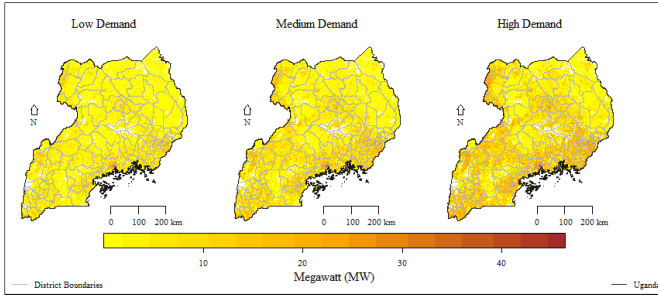 Low Demand
Medium Demand
High Demand
N
N
N
0 100 200 km
0 100 200 km
0 100 200 km
10 20 30 40
Megawatt (MW)
District Boundaries
Uganda